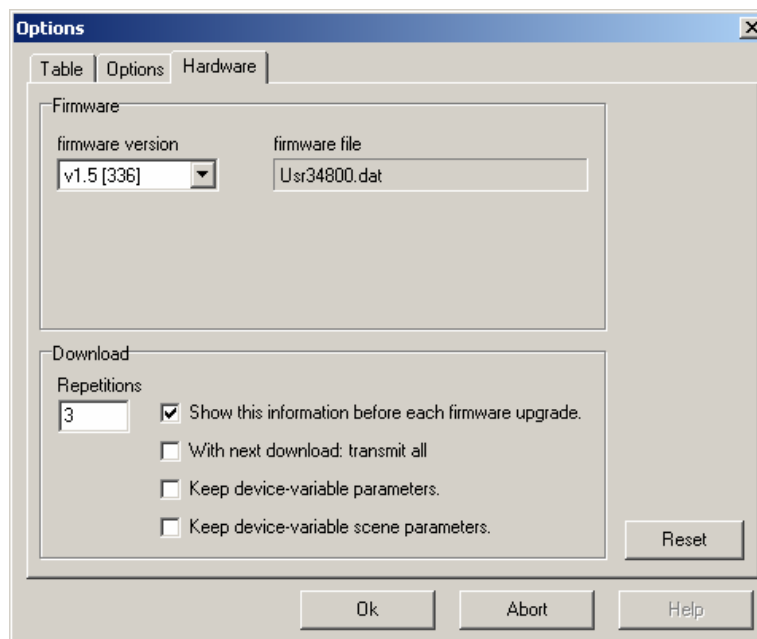 Options
Table Options Hardware
Firmware
firmware version firmware file
v1.5 [336] Usr34800.dat
Download
Repetitions
3
Show this information before each firmware upgrade.
With next download: transmit all
Keep device-variable parameters.
Keep device-variable scene parameters.
Reset
Ok Abort Help